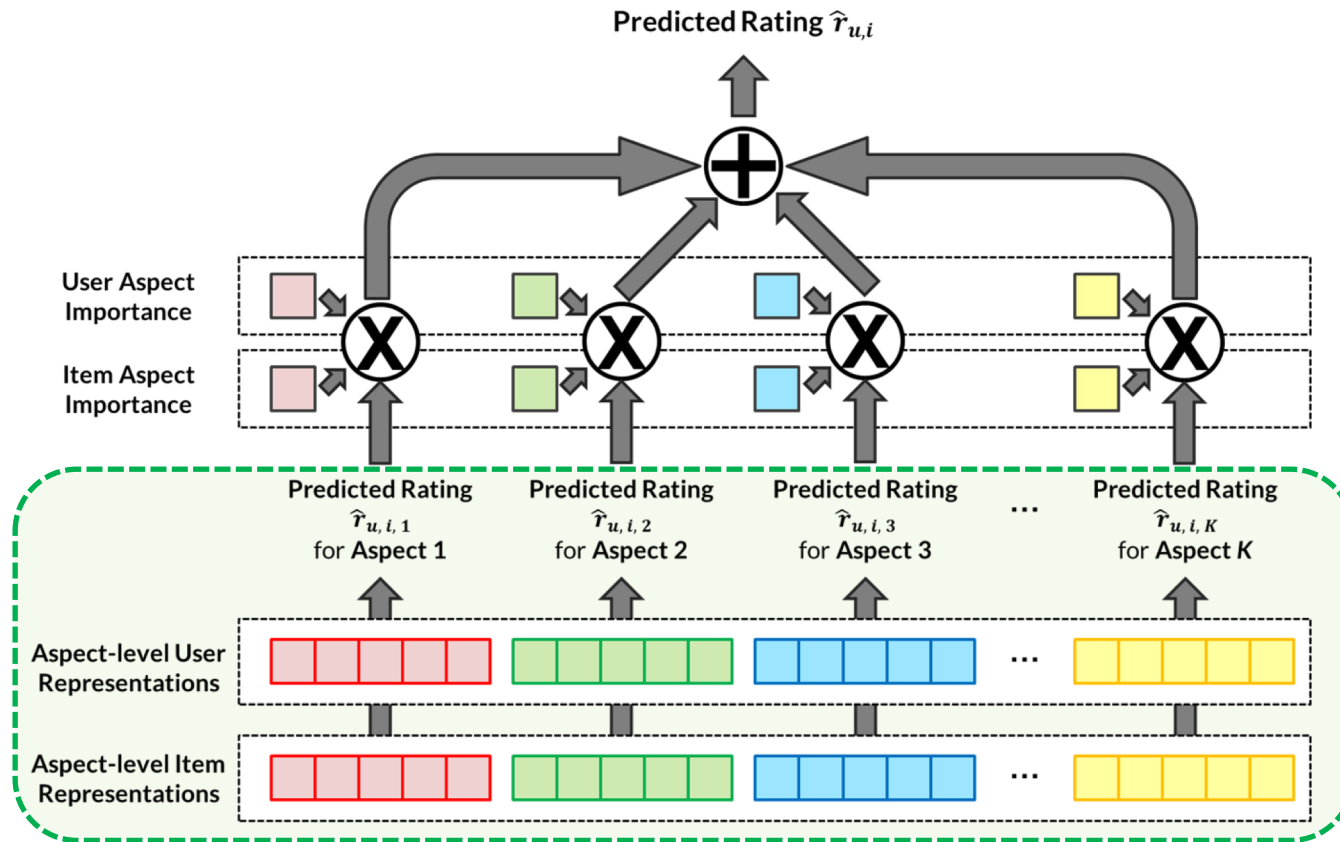 Predicted Rating r̂u,i
User Aspect
Importance
X X X X
Item Aspect
Importance
Predicted Rating Predicted Rating Predicted Rating Predicted Rating
r̂u, i, 1 r̂u, i, 2 r̂u, i, 3 ... r̂u, i, K
for Aspect 1 for Aspect 2 for Aspect 3 for Aspect K
Aspect-level User
Representations
...
Aspect-level Item
Representations
...